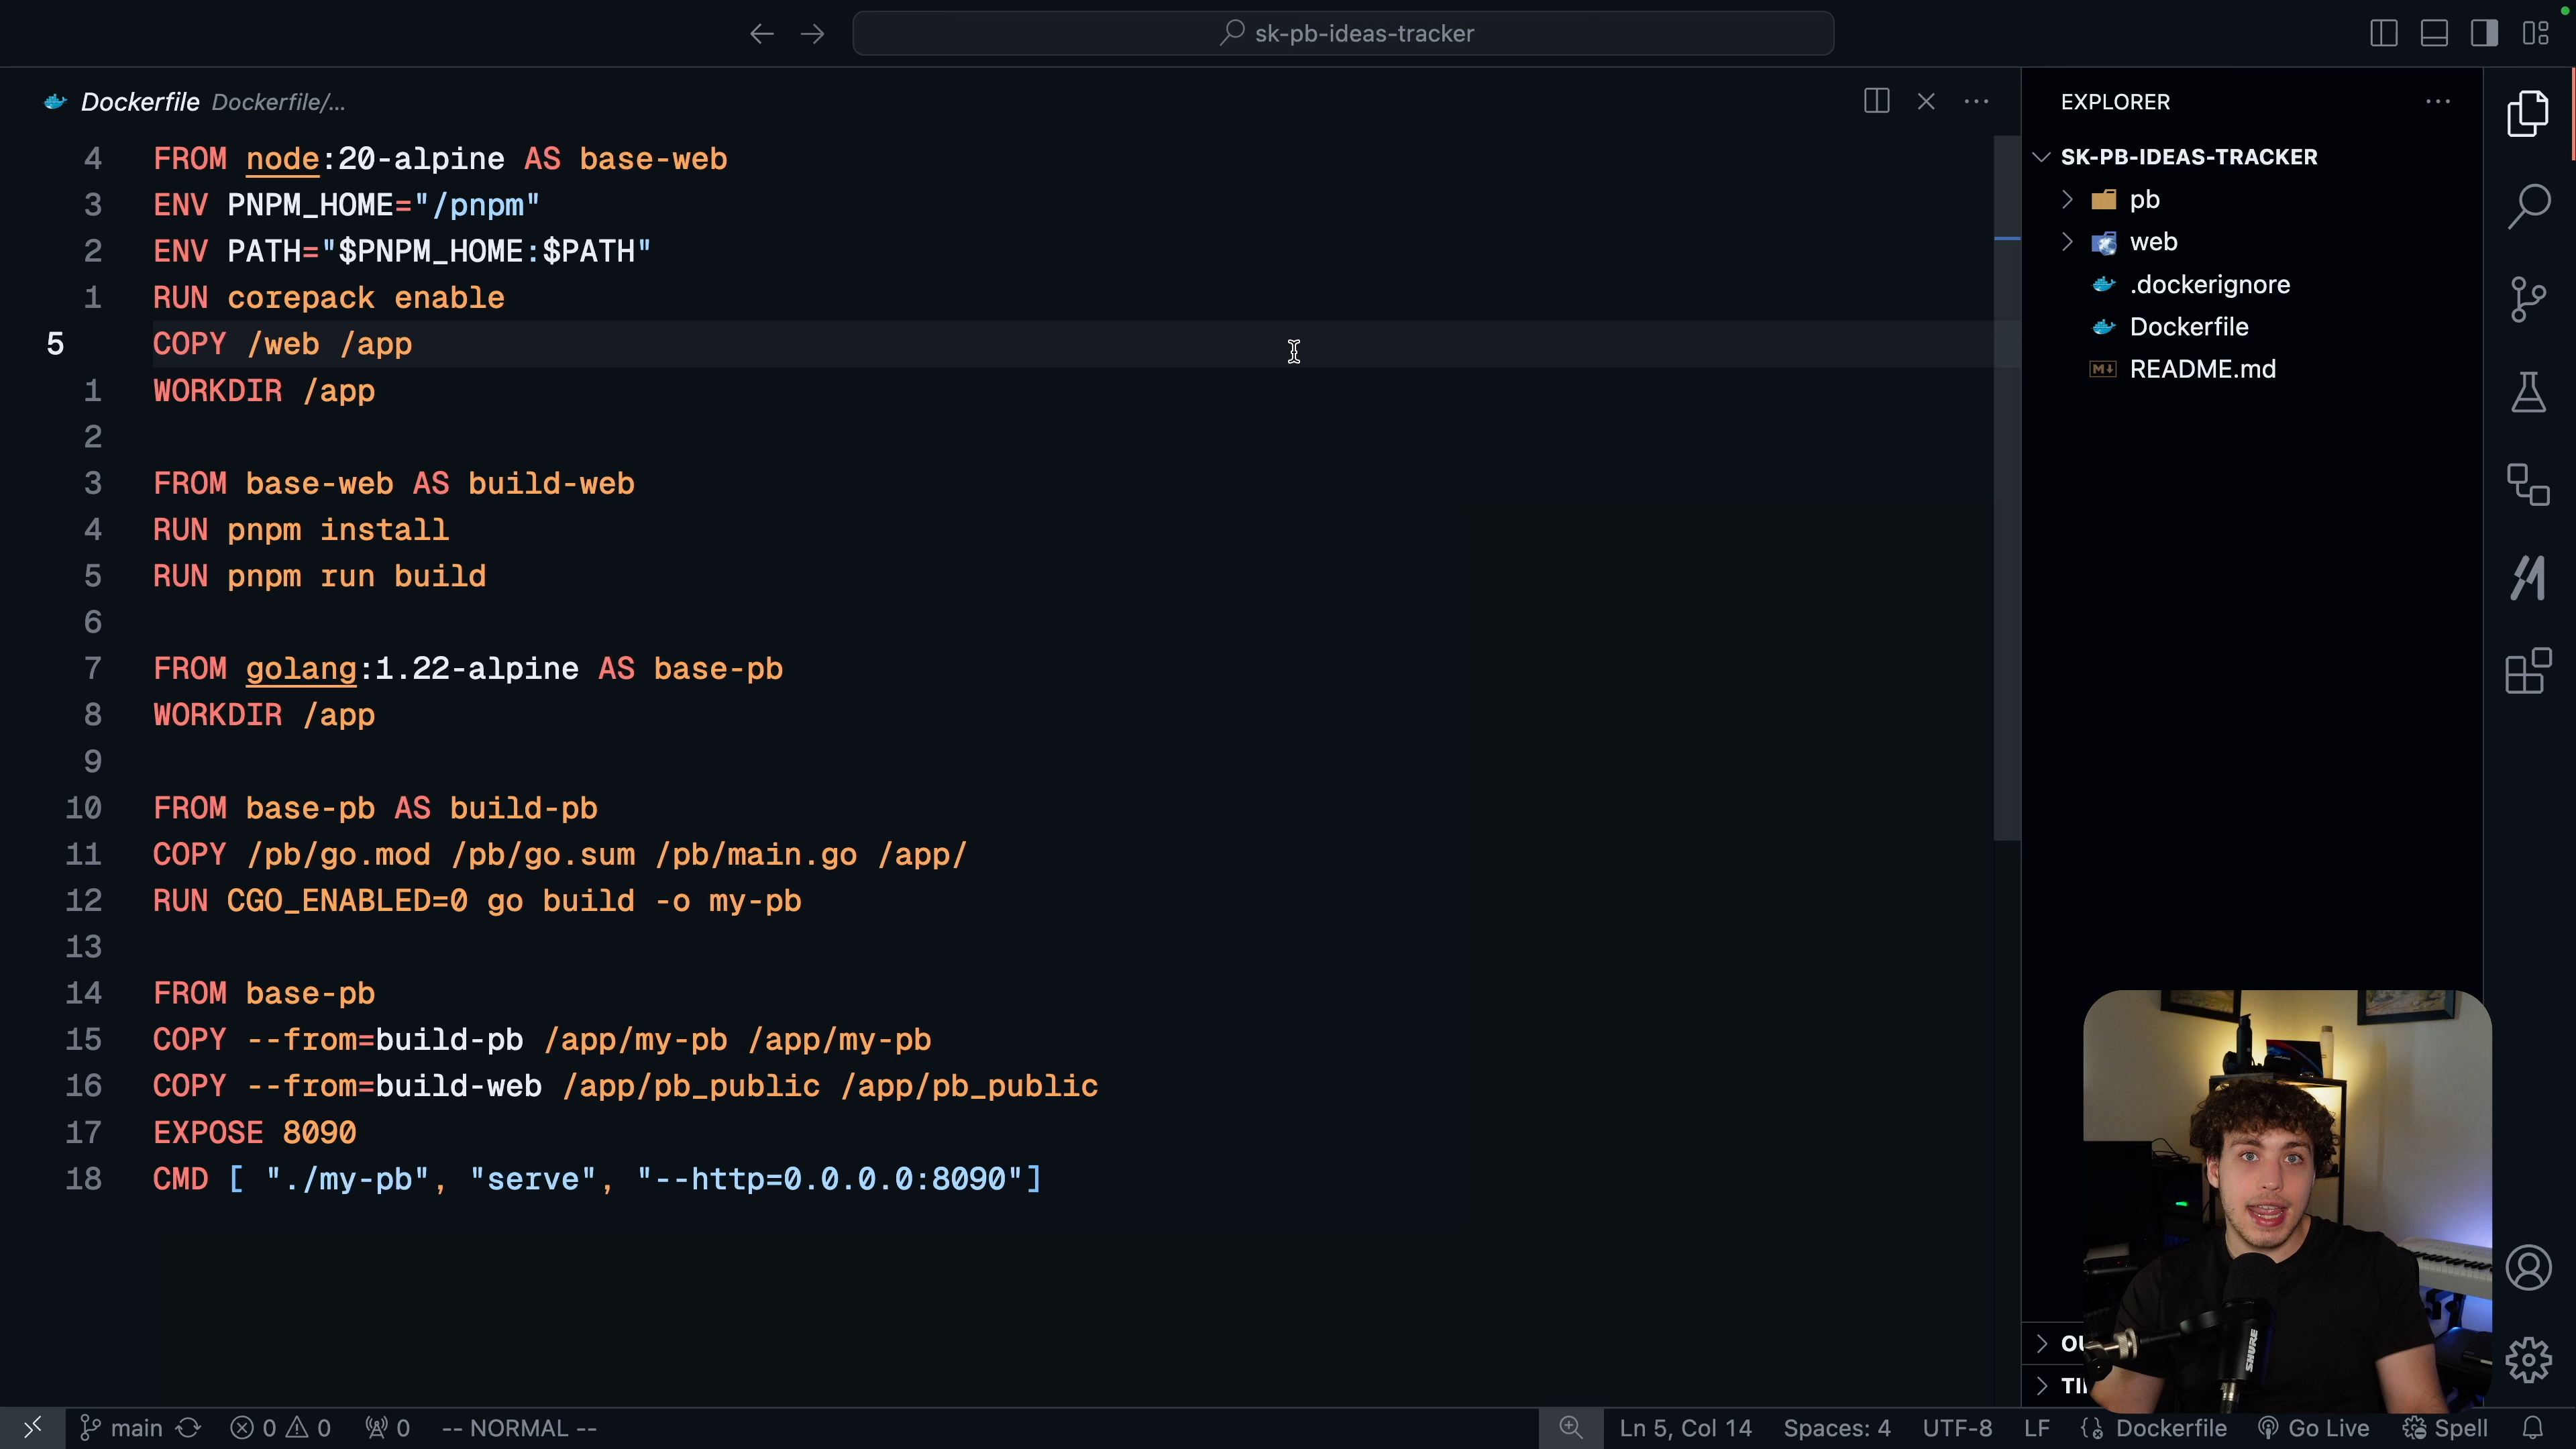 sk-pb-ideas-tracker
Dockerfile Dockerfile/...
4 FROM node:20-alpine AS base-web
3 ENV PNPM_HOME="/pnpm"
2 ENV PATH="$PNPM_HOME:$PATH"
1 RUN corepack enable
5 COPY /web /app
1 WORKDIR /app
2
3 FROM base-web AS build-web
4 RUN pnpm install
5 RUN pnpm run build
6
7 FROM golang:1.22-alpine AS base-pb
8 WORKDIR /app
9
10 FROM base-pb AS build-pb
11 COPY /pb/go.mod /pb/go.sum /pb/main.go /app/
12 RUN CGO_ENABLED=0 go build -o my-pb
13
14 FROM base-pb
15 COPY --from=build-pb /app/my-pb /app/my-pb
16 COPY --from=build-web /app/pb_public /app/pb_public
17 EXPOSE 8090
18 CMD [ "./my-pb", "serve", "--http=0.0.0.0:8090"]
EXPLORER
SK-PB-IDEAS-TRACKER
pb
web
.dockerignore
Dockerfile
README.md
SHURE
main 0 0 0 -- NORMAL -- Ln 5, Col 14 Spaces: 4 UTF-8 LF Dockerfile Go Live Spell